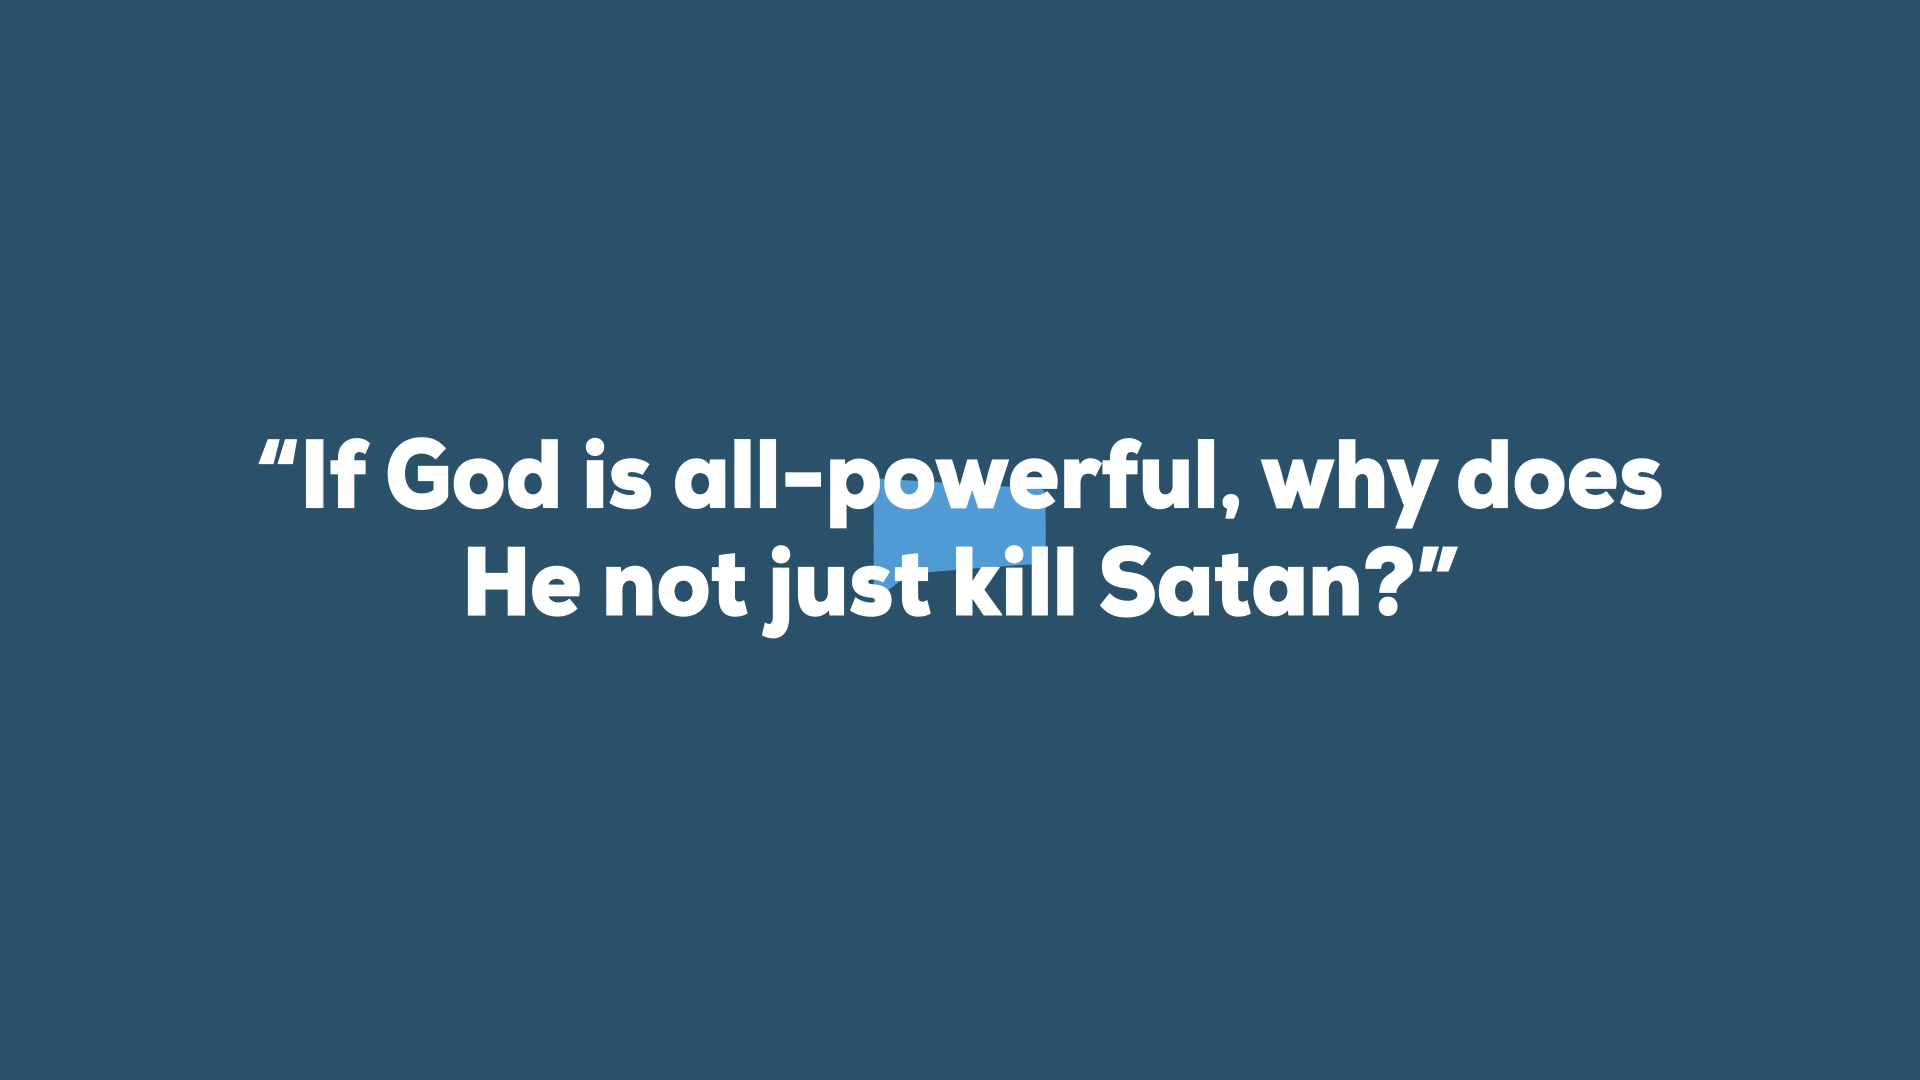 “If God is all-powerful, why does
He not just kill Satan?”